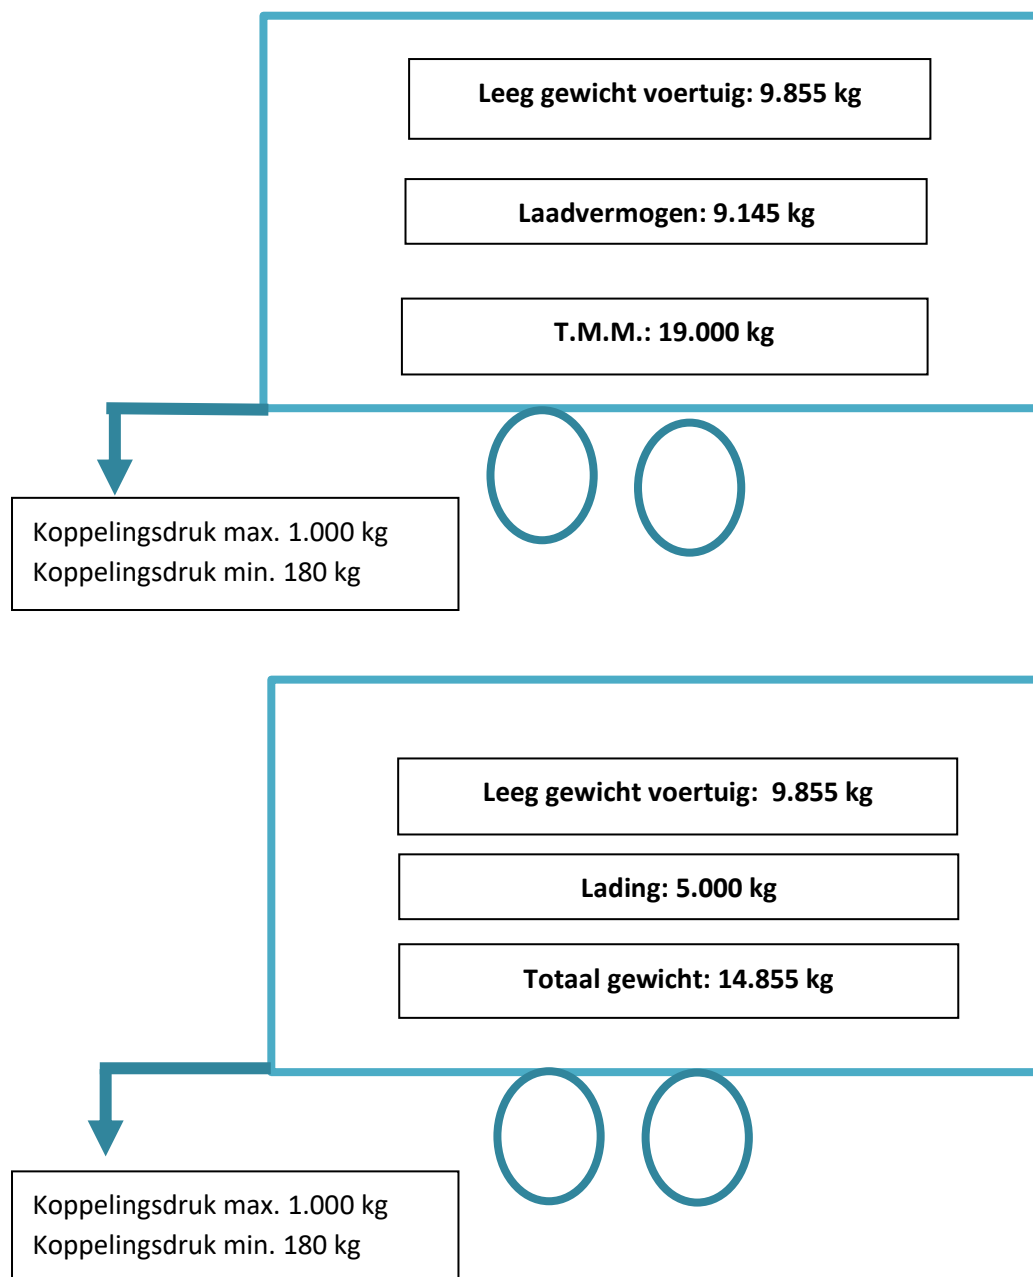 Leeg gewicht voertuig: 9.855 kg
Laadvermogen: 9.145 kg
T.M.M.: 19.000 kg
Koppelingsdruk max. 1.000 kg
Koppelingsdruk min. 180 kg
Leeg gewicht voertuig:  9.855 kg
Lading: 5.000 kg
Totaal gewicht: 14.855 kg
Koppelingsdruk max. 1.000 kg
Koppelingsdruk min. 180 kg